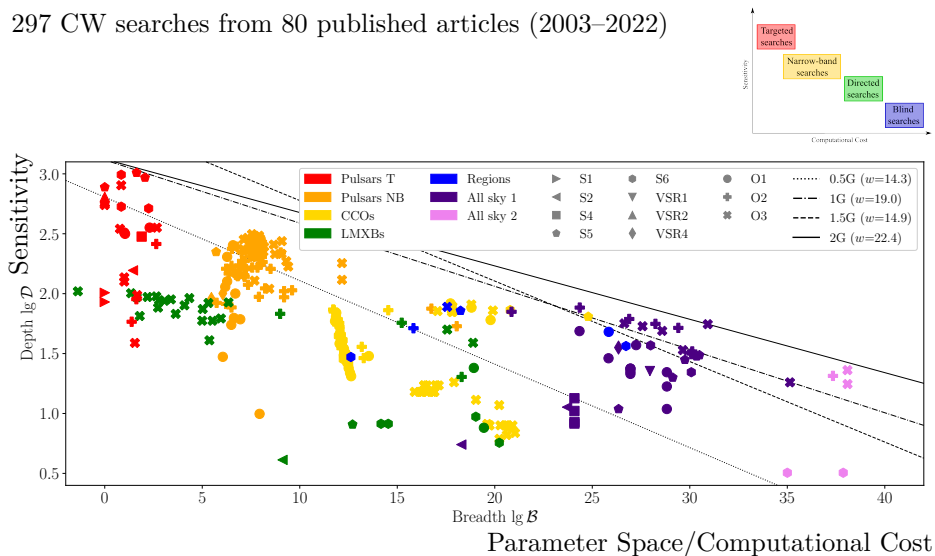 297 CW searches from 80 published articles (2003–2022)
Targeted
searches
Narrow-band
searches
Directed
searches
Blind
searches
Sensitivity
Computational Cost
Depth lg 𝒟 Sensitivity
3.0
2.5
2.0
1.5
1.0
0.5
Pulsars T
Pulsars NB
CCOs
LMXBs
Regions
All sky 1
All sky 2
S1
S2
S4
S5
S6
VSR1
VSR2
VSR4
O1
O2
O3
0.5G (w=14.3)
1G (w=19.0)
1.5G (w=14.9)
2G (w=22.4)
0 5 10 15 20 25 30 35 40
Breadth lg ℬ
Parameter Space/Computational Cost